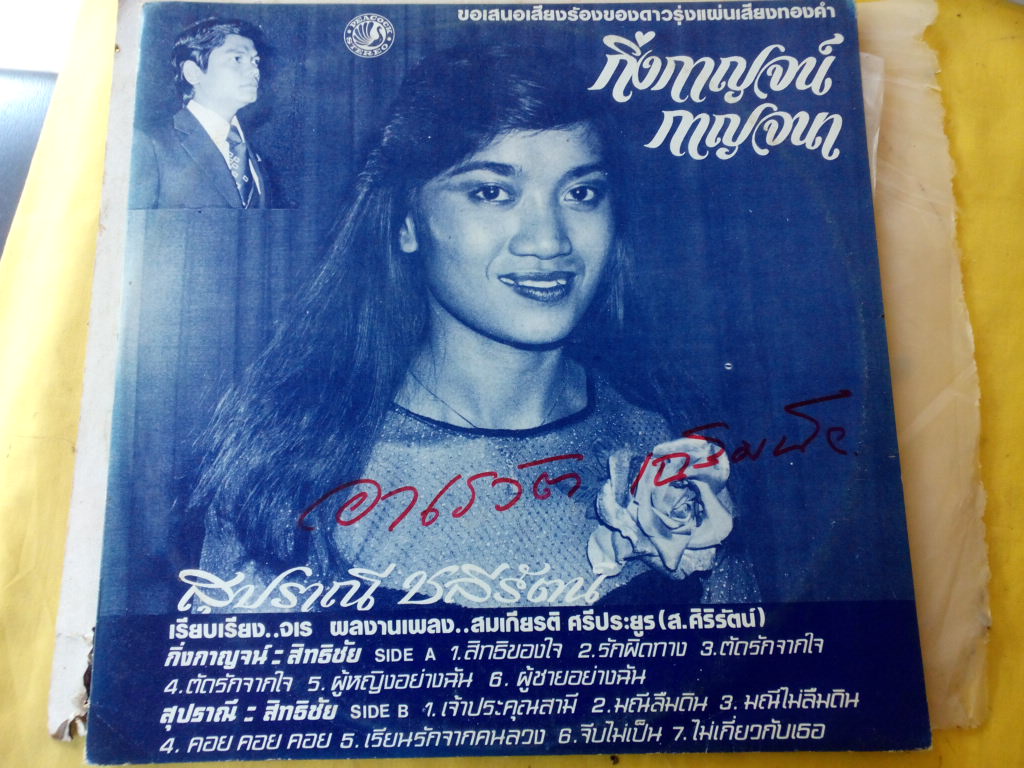 PEACOCK STEREO
ขอเสนอเสียงร้องของดาวรุ่งแผ่นเสียงทองคำ
กิ่งกาญจน์
กาญจนา
สุปราณี ชลีรัตน์
เรียบเรียง..จเร ผลงานเพลง..สมเกียรติ ศรีประยูร (ส.ศิริรัตน์)
กิ่งกาญจน์ - สิทธิชัย SIDE A 1.สิทธิของใจ 2.รักผิดทาง 3.ตัดรักจากใจ
4.ตัดรักจากใจ 5. ผู้หญิงอย่างฉัน 6. ผู้ชายอย่างฉัน
สุปราณี - สิทธิชัย SIDE B 1.เจ้าประคุณสามี 2.มณีลืมดิน 3. มณีไม่ลืมดิน
4. คอย คอย คอย 5.เรียนรักจากคนลวง 6.จีบไม่เป็น 7.ไม่เกี่ยวกับเธอ